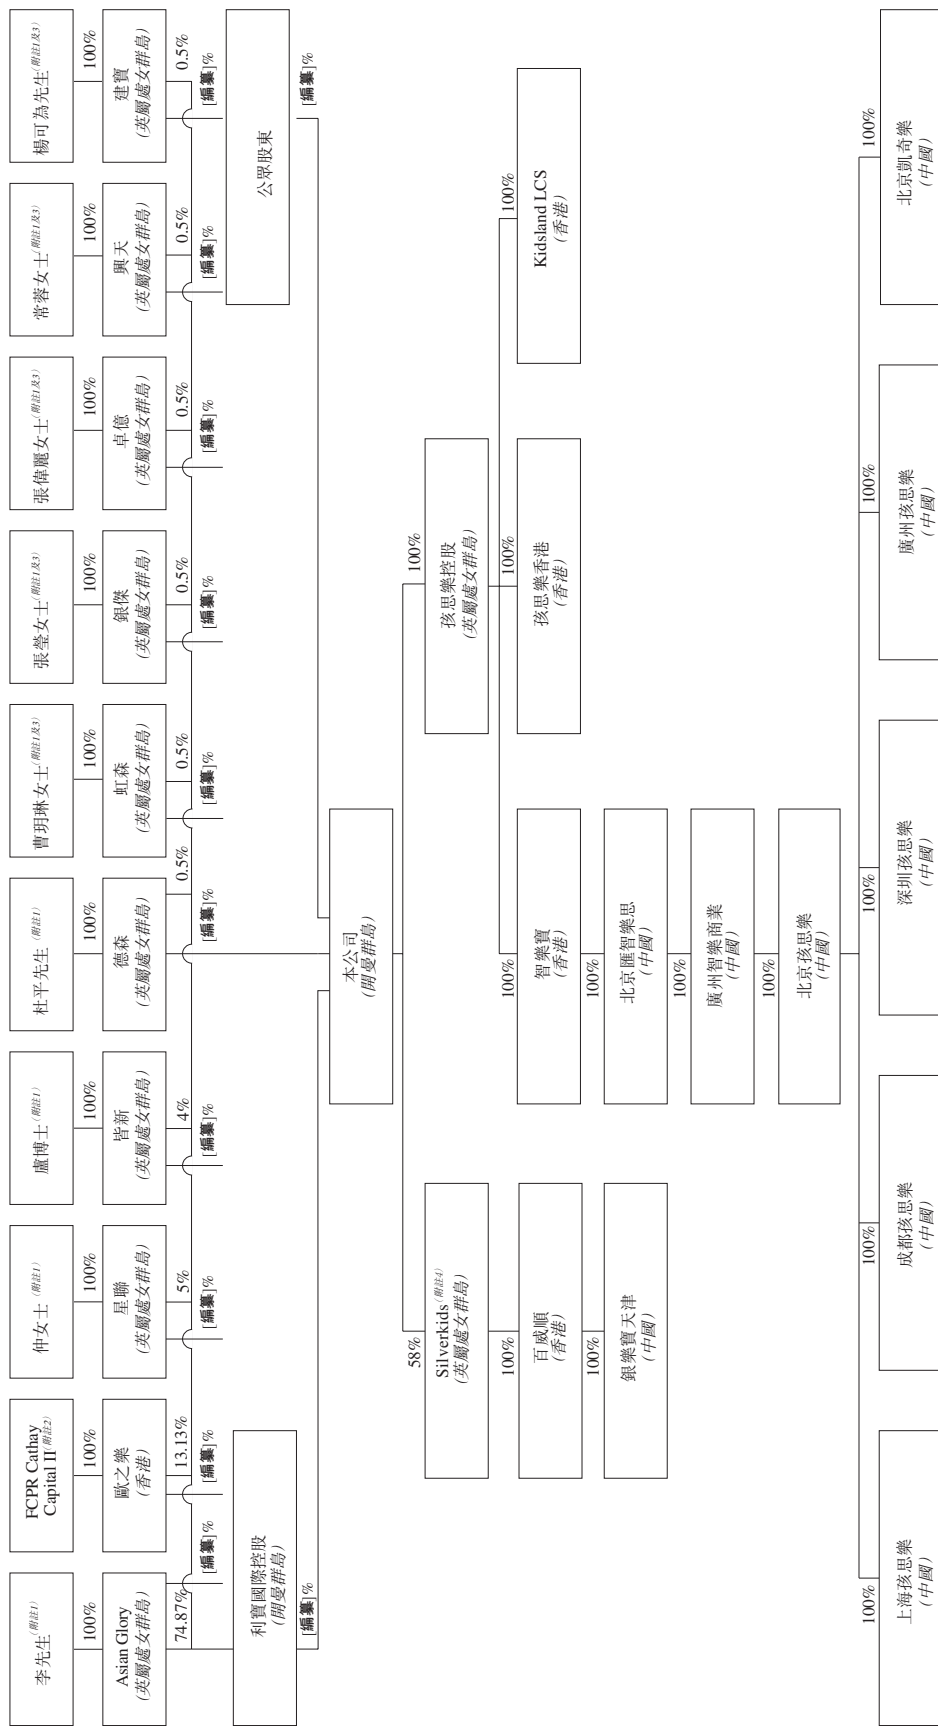 李先生(附註1)
FCPR Cathay
Capital II(附註2)
仲女士(附註1)
盧博士(附註1)
杜平先生(附註1)
曹玥琳女士(附註1及3)
張瑩女士(附註1及3)
張偉麗女士(附註1及3)
常蓉女士(附註1及3)
楊可為先生(附註1及3)
100%
100%
100%
100%
100%
100%
100%
100%
100%
100%
Asian Glory
(英屬處女群島)
歐之樂
(香港)
星聯
(英屬處女群島)
皆新
(英屬處女群島)
德森
(英屬處女群島)
虹森
(英屬處女群島)
銀傑
(英屬處女群島)
卓億
(英屬處女群島)
興天
(英屬處女群島)
建寶
(英屬處女群島)
74.87%
13.13%
5%
4%
0.5%
0.5%
0.5%
0.5%
0.5%
0.5%
[編纂]%
[編纂]%
[編纂]%
[編纂]%
[編纂]%
[編纂]%
[編纂]%
[編纂]%
[編纂]%
[編纂]%
利寶國際控股
(開曼群島)
公眾股東
[編纂]%
[編纂]%
本公司
(開曼群島)
58%
100%
Silverkids(附註4)
(英屬處女群島)
孩思樂控股
(英屬處女群島)
100%
100%
100%
100%
百威順
(香港)
智樂寶
(香港)
孩思樂香港
(香港)
Kidsland LCS
(香港)
100%
100%
銀樂寶天津
(中國)
北京匯智樂思
(中國)
100%
廣州智樂商業
(中國)
100%
北京孩思樂
(中國)
100%
100%
100%
100%
100%
上海孩思樂
(中國)
成都孩思樂
(中國)
深圳孩思樂
(中國)
廣州孩思樂
(中國)
北京凱奇樂
(中國)